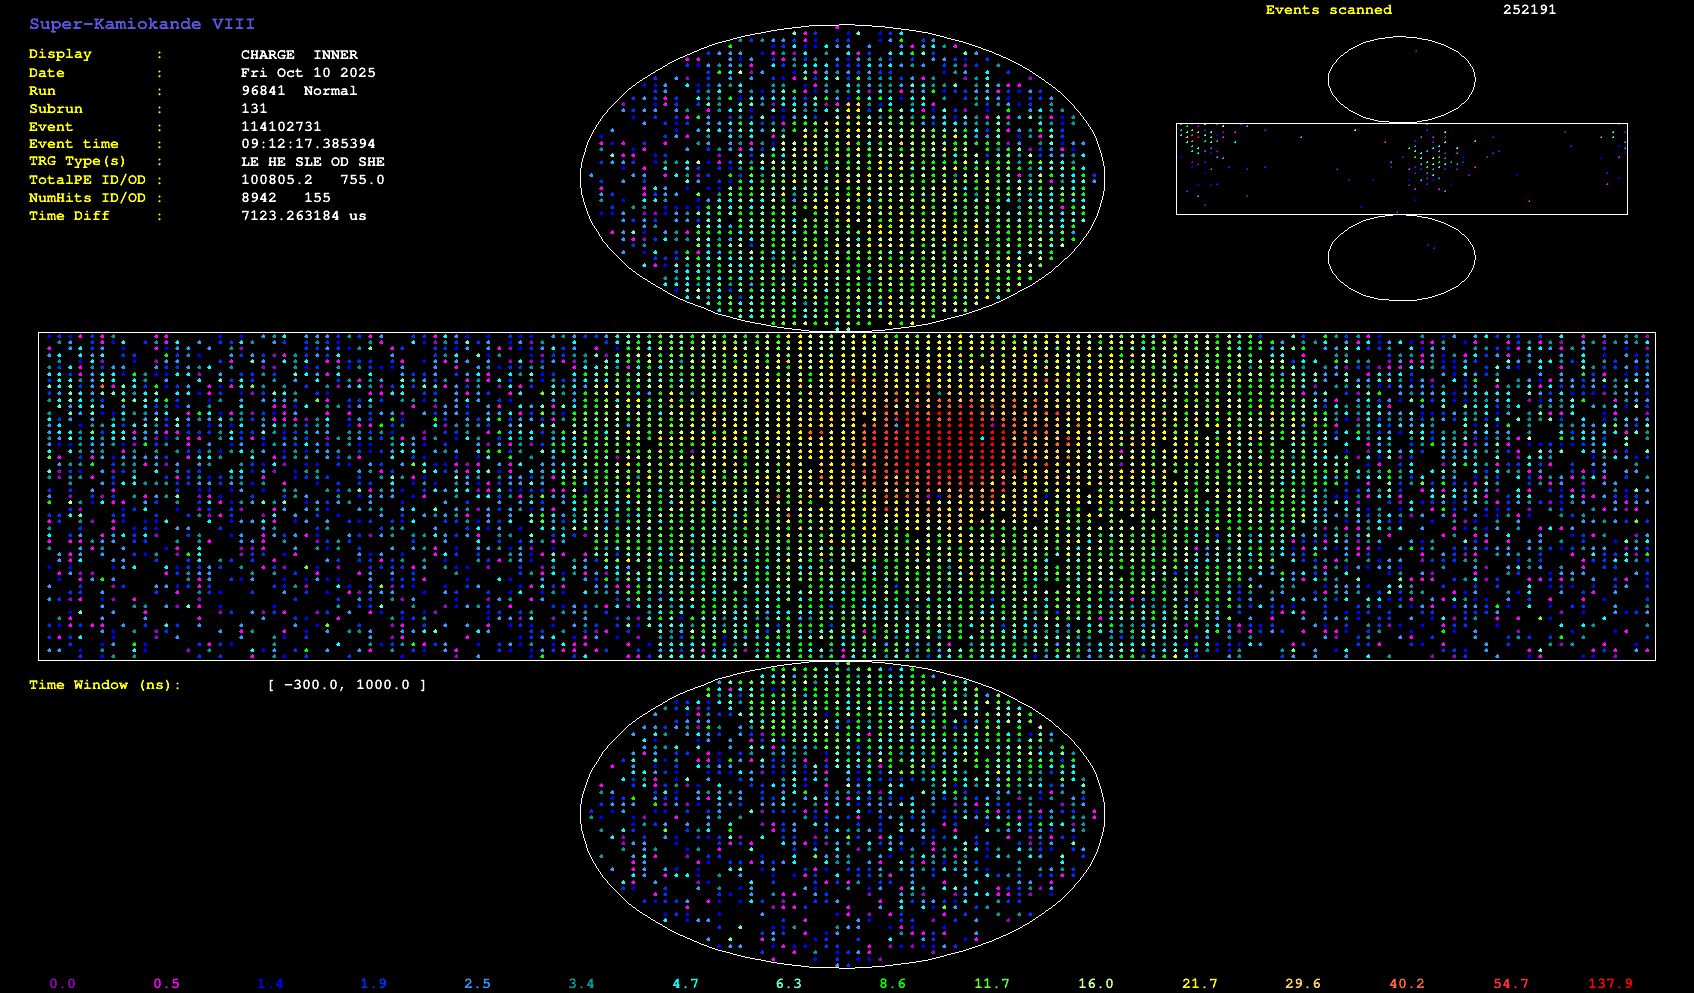 Super-Kamiokande VIII
Events scanned 252191
Display : CHARGE INNER
Date : Fri Oct 10 2025
Run : 96841 Normal
Subrun : 131
Event : 114102731
Event time : 09:12:17.385394
TRG Type(s) : LE HE SLE OD SHE
TotalPE ID/OD : 100805.2 755.0
NumHits ID/OD : 8942 155
Time Diff : 7123.263184 us
Time Window (ns): [ -300.0, 1000.0 ]
0.0 0.5 1.4 1.9 2.5 3.4 4.7 6.3 8.6 11.7 16.0 21.7 29.6 40.2 54.7 137.9